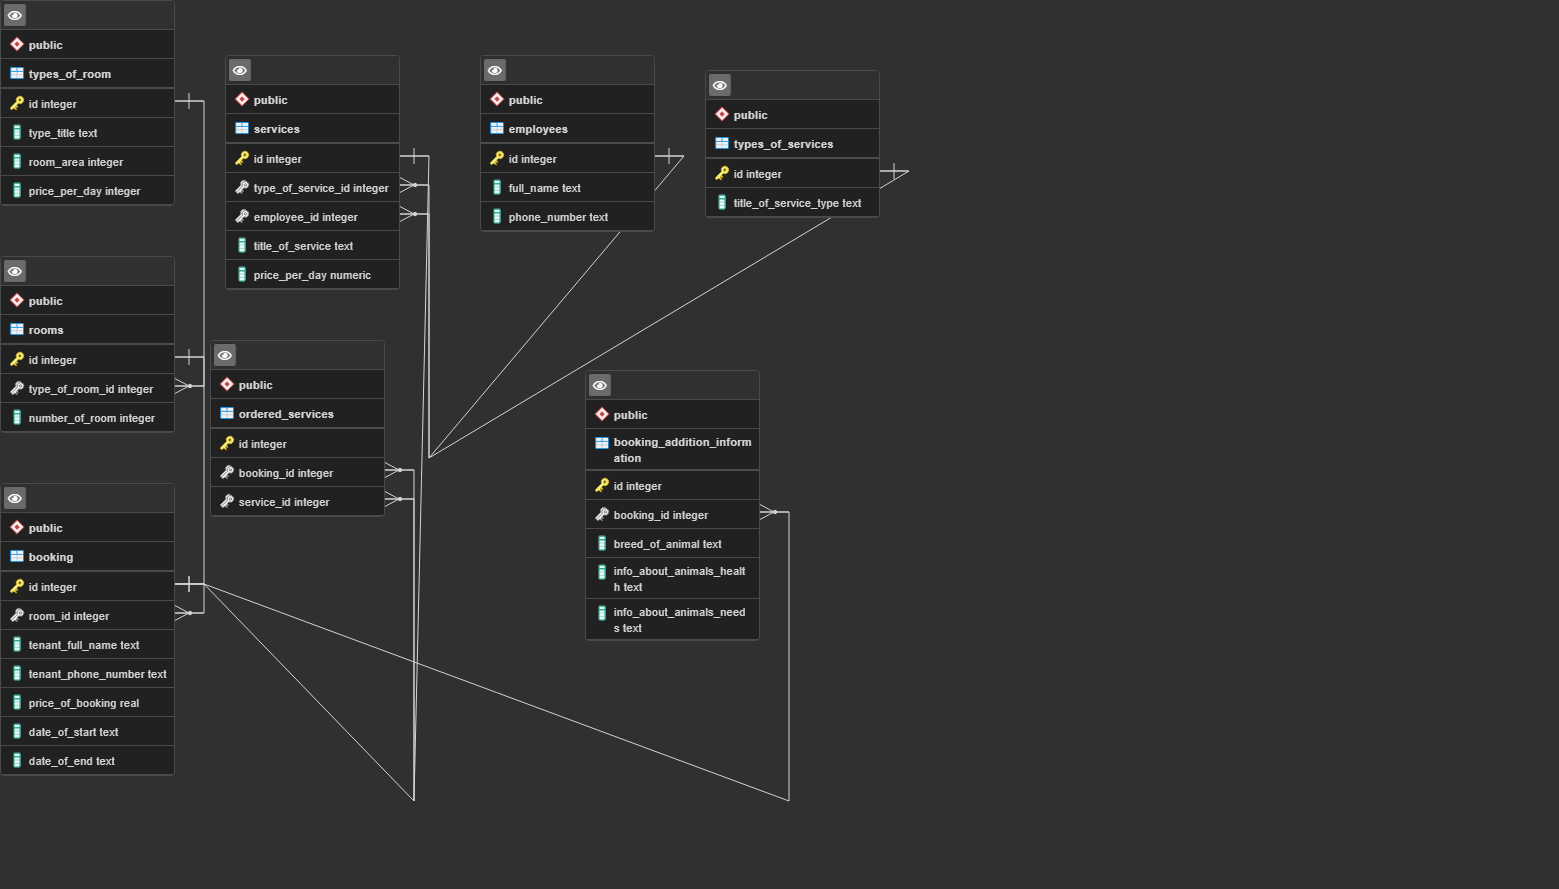 public
types_of_room
id integer
type_title text
room_area integer
price_per_day integer
public
rooms
id integer
type_of_room_id integer
number_of_room integer
public
booking
id integer
room_id integer
tenant_full_name text
tenant_phone_number text
price_of_booking real
date_of_start text
date_of_end text
public
services
id integer
type_of_service_id integer
employee_id integer
title_of_service text
price_per_day numeric
public
ordered_services
id integer
booking_id integer
service_id integer
public
employees
id integer
full_name text
phone_number text
public
types_of_services
id integer
title_of_service_type text
public
booking_addition_inform
ation
id integer
booking_id integer
breed_of_animal text
info_about_animals_healt
h text
info_about_animals_need
s text